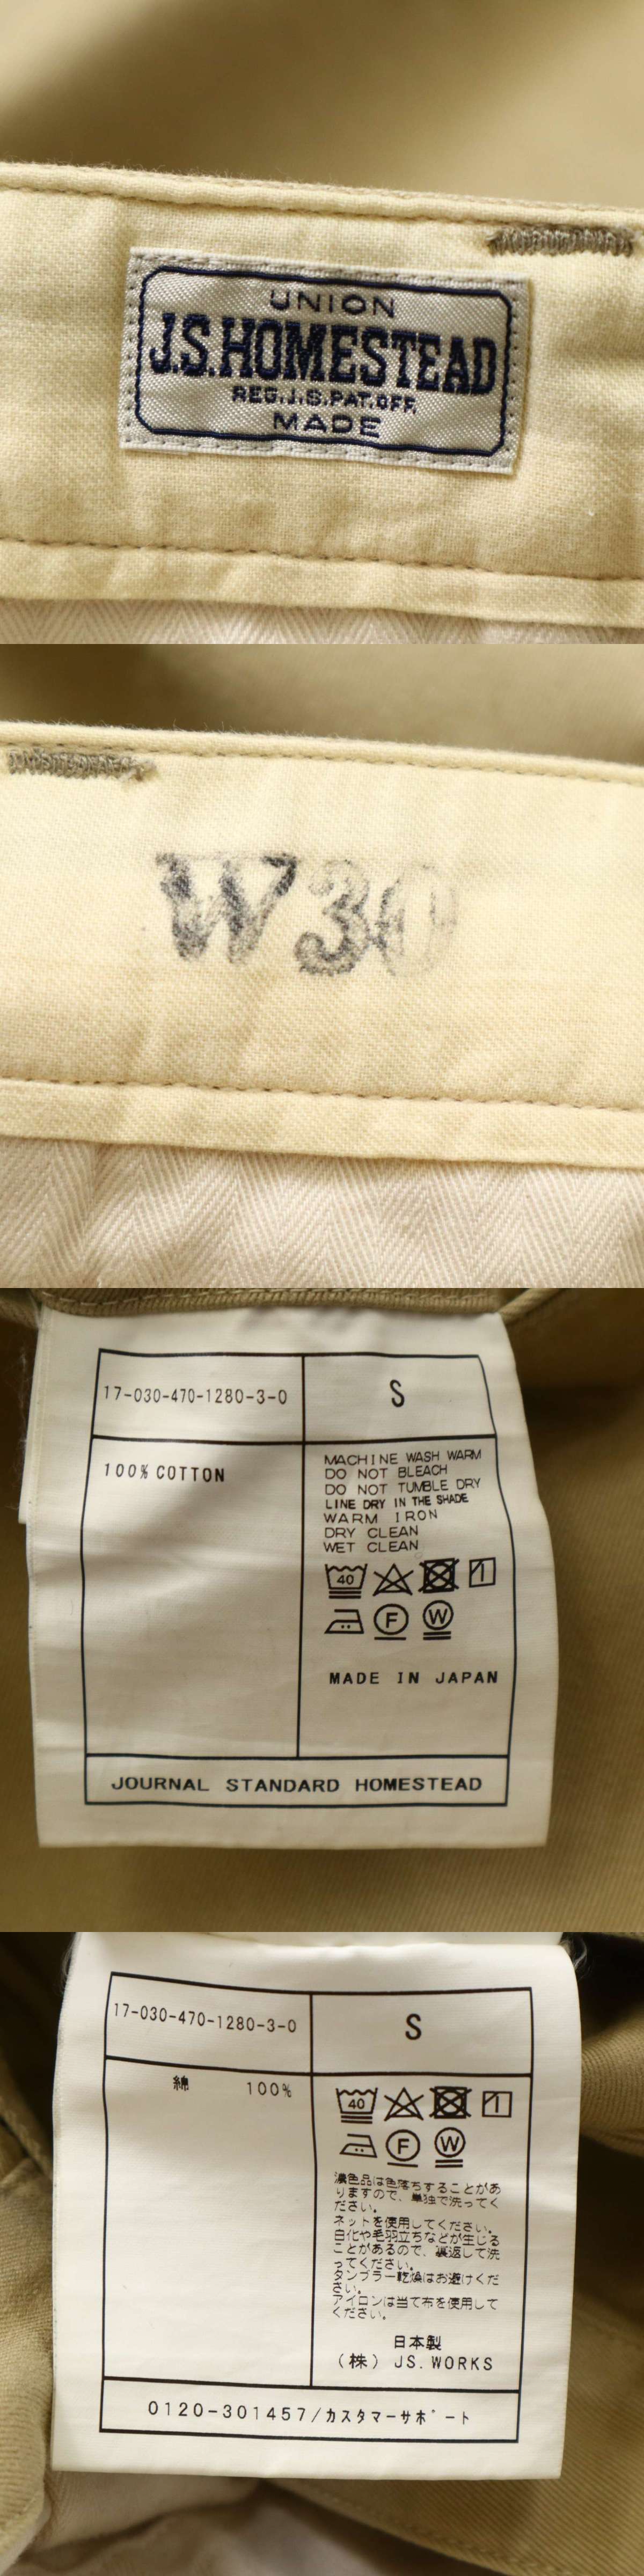 UNION
J.S.HOMESTEAD
REG.J.S.PAT.OFF.
MADE
W30
17-030-470-1280-3-0
S
100% COTTON
MACHINE WASH WARM
DO NOT BLEACH
DO NOT TUMBLE DRY
LINE DRY IN THE SHADE
WARM IRON
DRY CLEAN
WET CLEAN
40
F W
MADE IN JAPAN
JOURNAL STANDARD HOMESTEAD
17-030-470-1280-3-0
S
綿 100%
40
F W
濃色品は色落ちすることがあ
りますので、単独で洗ってく
ださい。
ネットを使用してください。
白化や毛羽立ちなどが生じる
ことがあるので、裏返して洗
ってください。
タンブラー乾燥はお避けくだ
さい。
アイロンは当て布を使用して
ください。
日本製
(株) JS.WORKS
0120-301457/カスタマーサポート